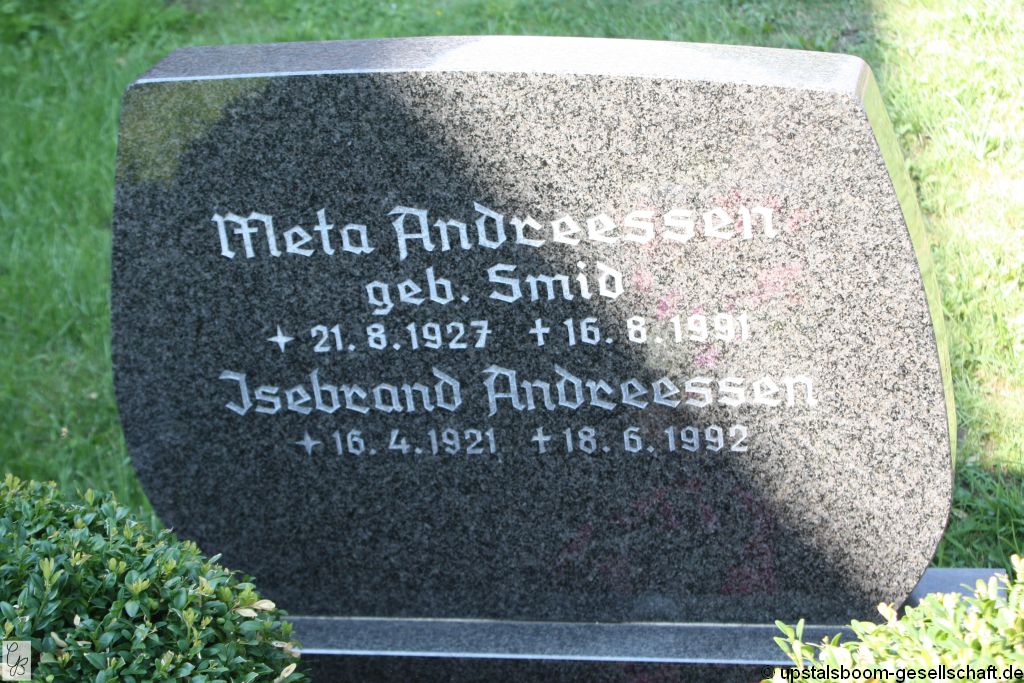 Meta Andreessen
geb. Smid
✦ 21. 8. 1927 ✝ 16. 8. 1991
Isebrand Andreessen
✦ 16. 4. 1921 ✝ 18. 6. 1992
© upstalsboom-gesellschaft.de